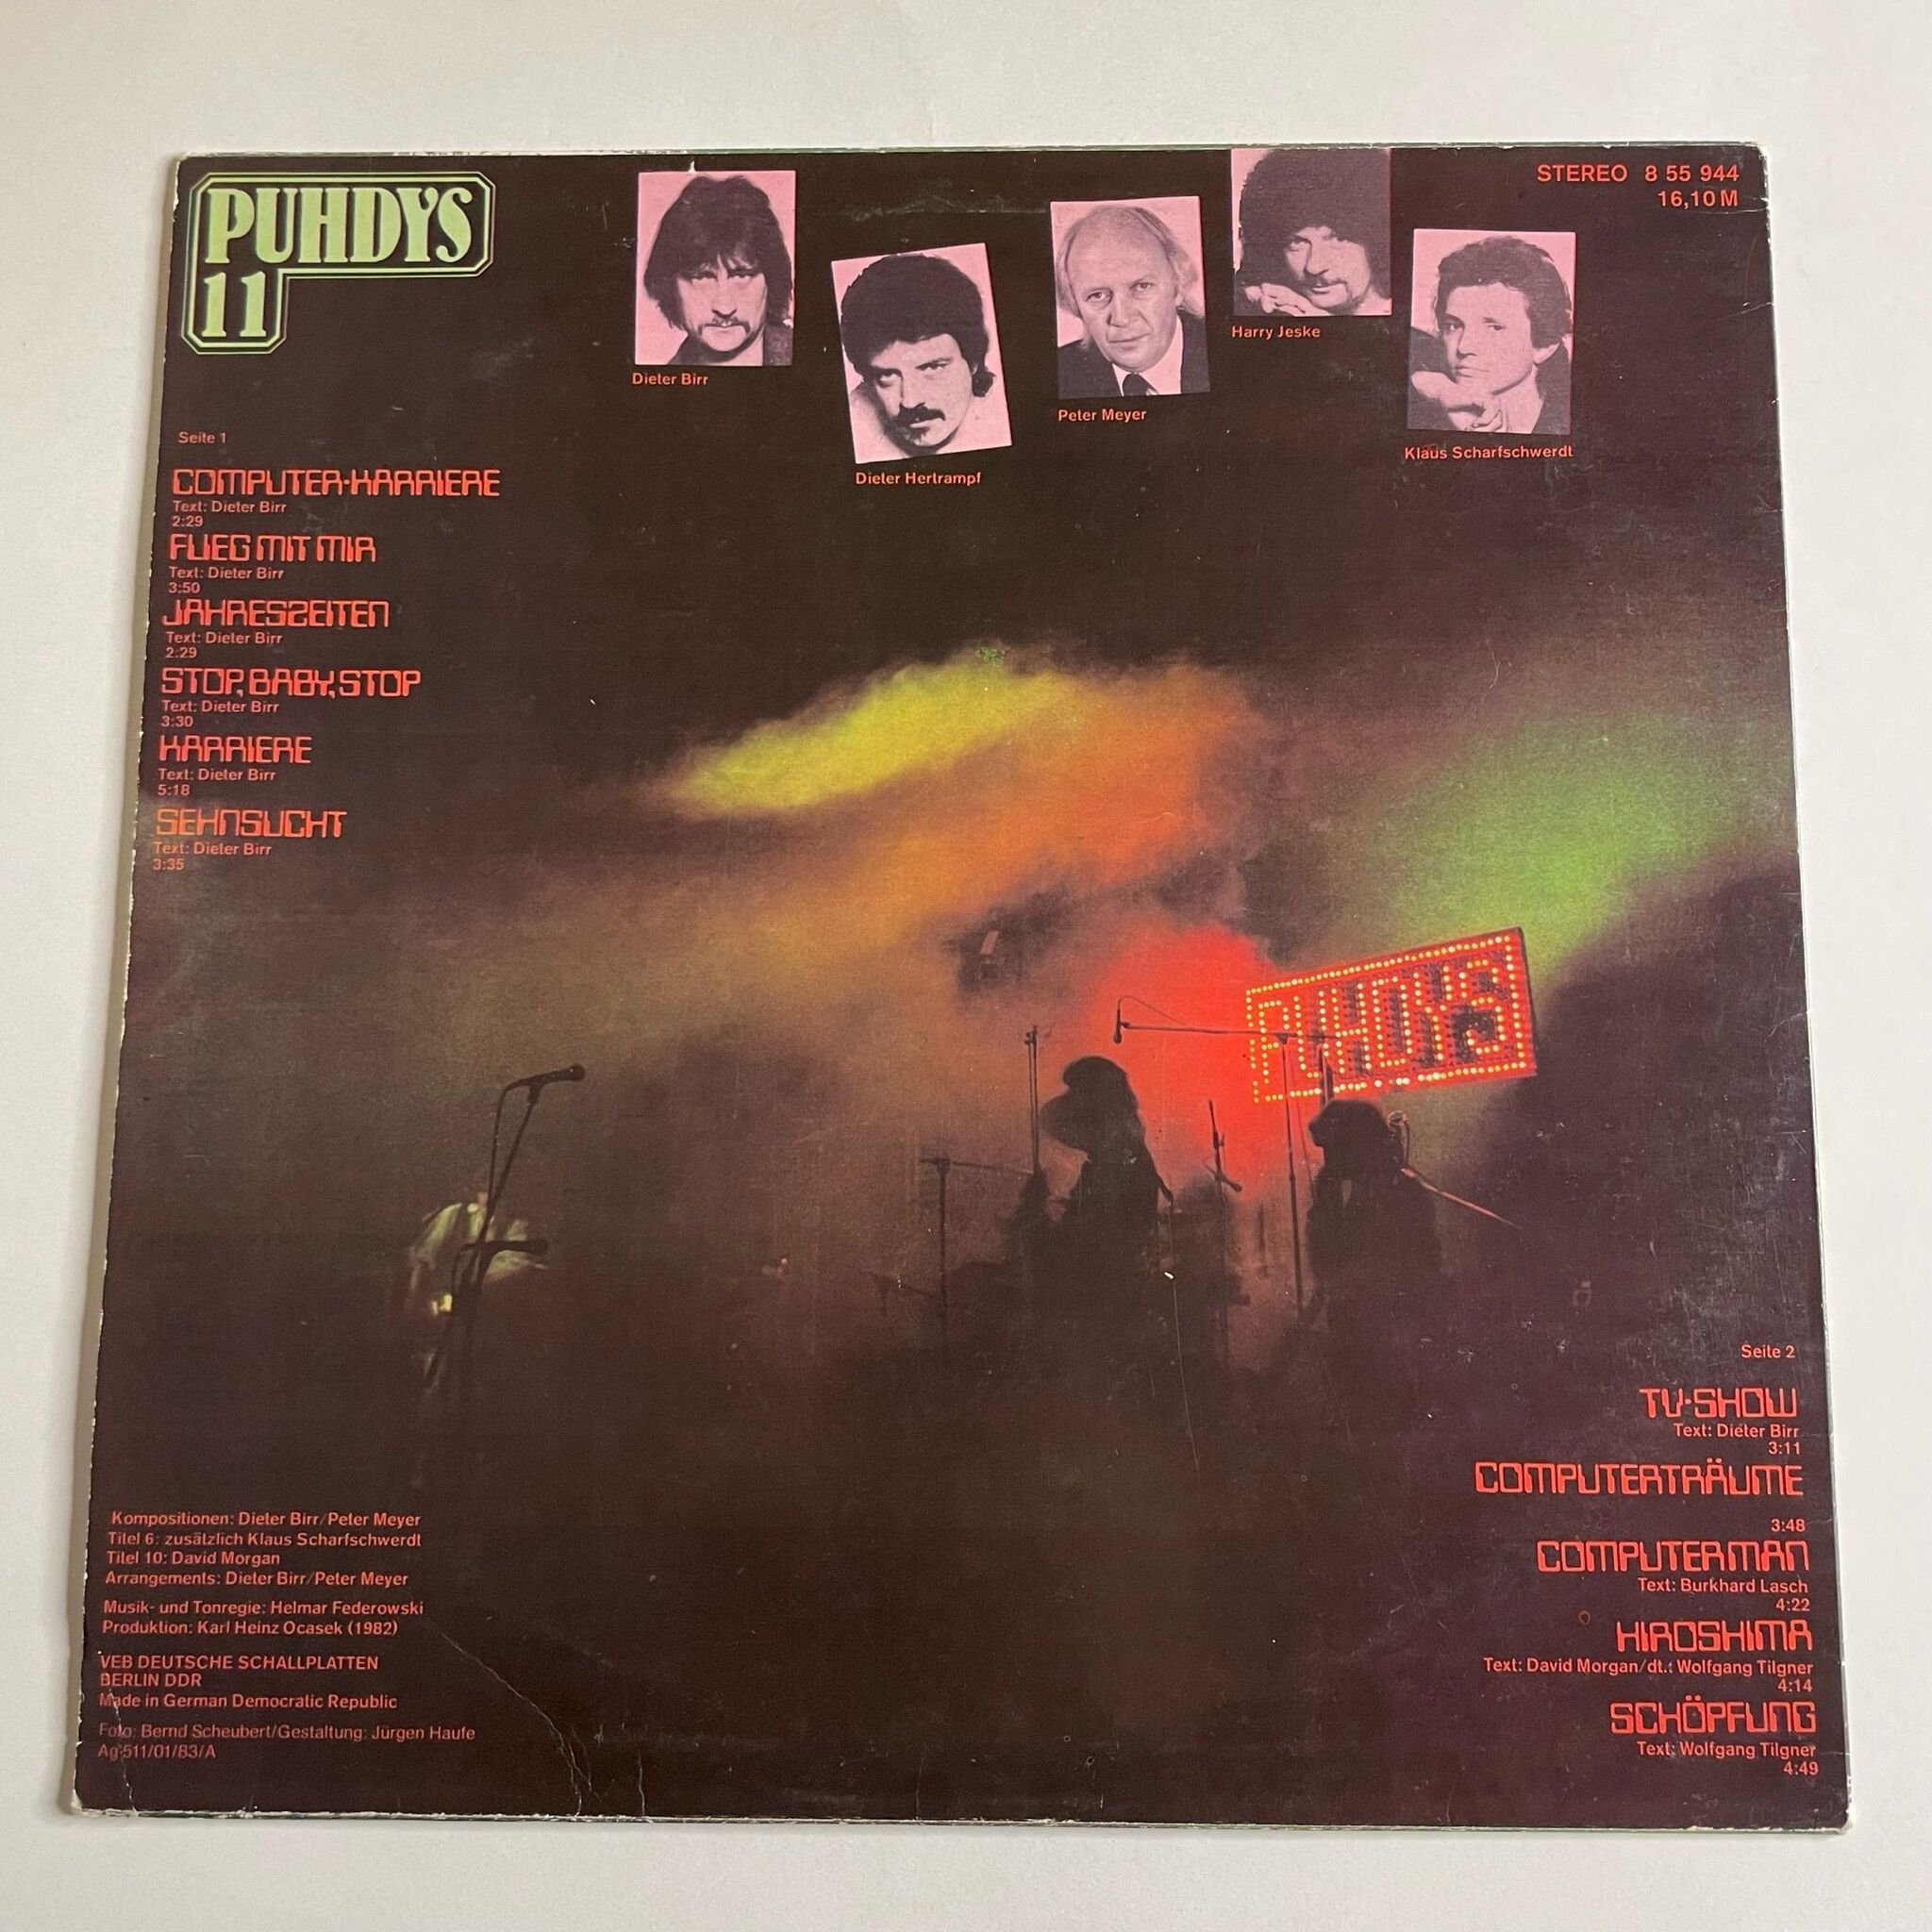 PUHDYS
11
STEREO 8 55 944
16,10 M
Dieter Birr
Dieter Hertrampf
Peter Meyer
Harry Jeske
Klaus Scharfschwerdt
Seite 1
COMPUTER-KARRIERE
Text: Dieter Birr
2:29
FLIEG MIT MIR
Text: Dieter Birr
3:50
JAHRESZEITEN
Text: Dieter Birr
2:29
STOP, BABY, STOP
Text: Dieter Birr
3:30
KARRIERE
Text: Dieter Birr
5:18
SEHNSUCHT
Text: Dieter Birr
3:35
PUHDYS
Seite 2
TV-SHOW
Text: Dieter Birr
3:11
COMPUTERTRÄUME
3:48
COMPUTERMAN
Text: Burkhard Lasch
4:22
HIROSHIMA
Text: David Morgan/dt.: Wolfgang Tilgner
4:14
SCHÖPFUNG
Text: Wolfgang Tilgner
4:49
Kompositionen: Dieter Birr/Peter Meyer
Titel 6: zusätzlich Klaus Scharfschwerdt
Titel 10: David Morgan
Arrangements: Dieter Birr/Peter Meyer
Musik- und Tonregie: Helmar Federowski
Produktion: Karl Heinz Ocasek (1982)
VEB DEUTSCHE SCHALLPLATTEN
BERLIN DDR
Made in German Democratic Republic
Foto: Bernd Scheubert/Gestaltung: Jürgen Haufe
Ag 511/01/83/A